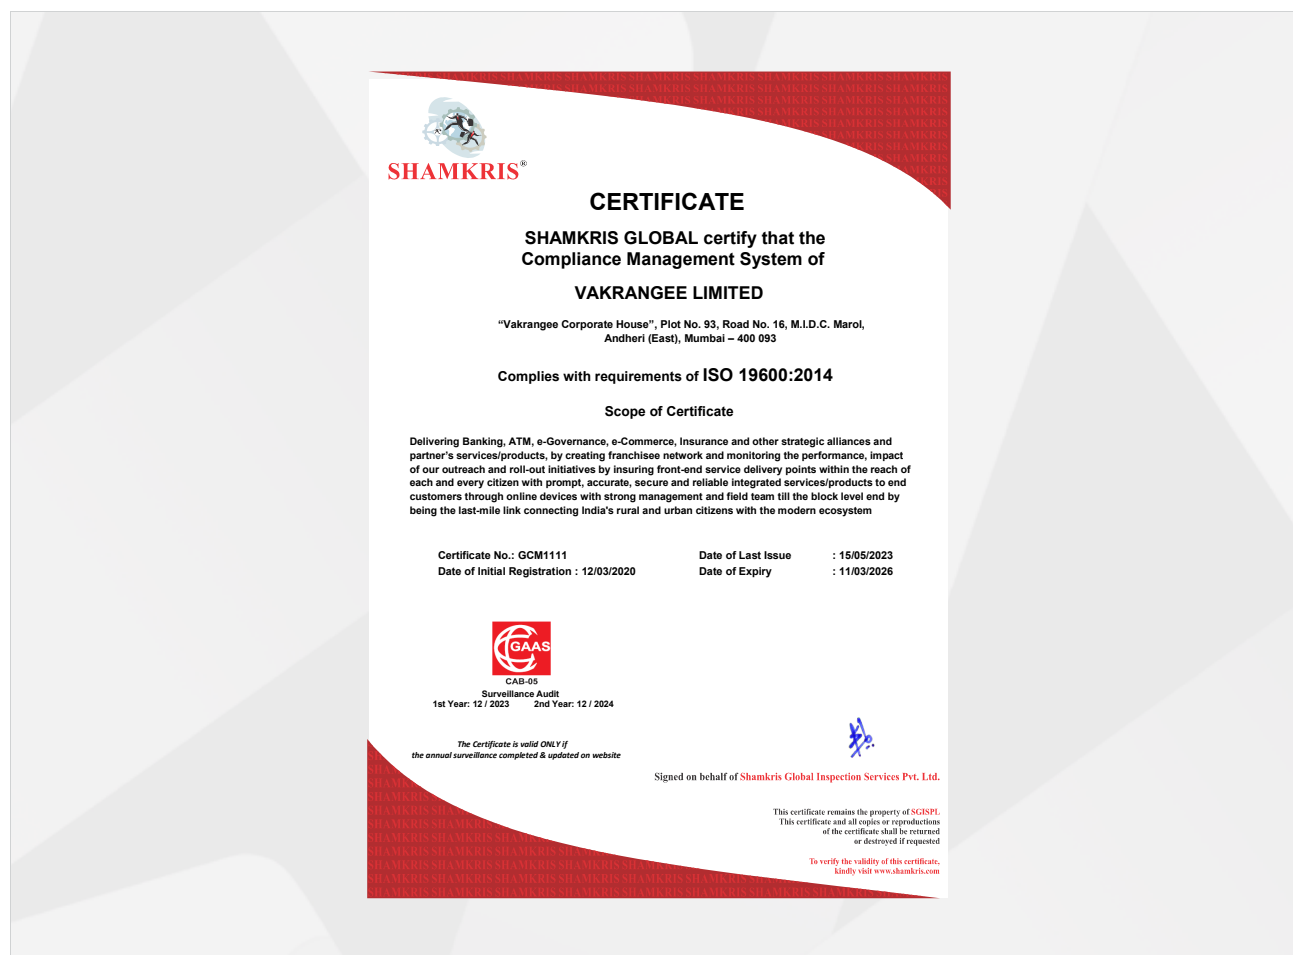 SHAMKRIS®
CERTIFICATE
SHAMKRIS GLOBAL certify that the
Compliance Management System of
VAKRANGEE LIMITED
“Vakrangee Corporate House”, Plot No. 93, Road No. 16, M.I.D.C. Marol,
Andheri (East), Mumbai – 400 093
Complies with requirements of ISO 19600:2014
Scope of Certificate
Delivering Banking, ATM, e-Governance, e-Commerce, Insurance and other strategic alliances and
partner's services/products, by creating franchisee network and monitoring the performance, impact
of our outreach and roll-out initiatives by insuring front-end service delivery points within the reach of
each and every citizen with prompt, accurate, secure and reliable integrated services/products to end
customers through online devices with strong management and field team till the block level end by
being the last-mile link connecting India's rural and urban citizens with the modern ecosystem
Certificate No.: GCM1111 Date of Last Issue : 15/05/2023
Date of Initial Registration : 12/03/2020 Date of Expiry : 11/03/2026
GAAS
CAB-05
Surveillance Audit
1st Year: 12 / 2023 2nd Year: 12 / 2024
The Certificate is valid ONLY if
the annual surveillance completed & updated on website
Signed on behalf of Shamkris Global Inspection Services Pvt. Ltd.
This certificate remains the property of SGISPL
This certificate and all copies or reproductions
of the certificate shall be returned
or destroyed if requested
To verify the validity of this certificate,
kindly visit www.shamkris.com